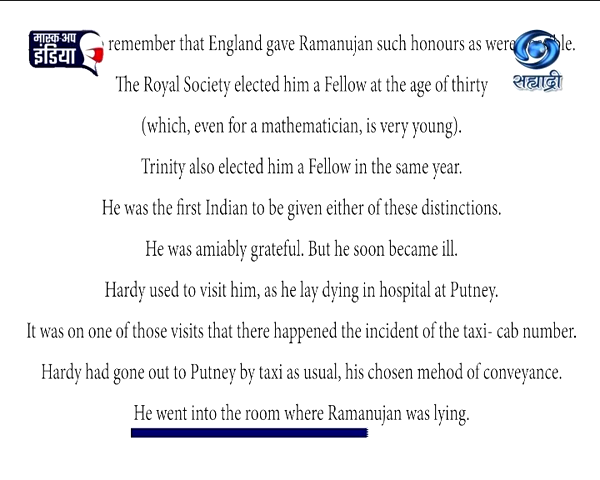 मास्क अप
इंडिया
remember that England gave Ramanujan such honours as were
The Royal Society elected him a Fellow at the age of thirty
सह्याद्री
(which, even for a mathematician, is very young).
Trinity also elected him a Fellow in the same year.
He was the first Indian to be given either of these distinctions.
He was amiably grateful. But he soon became ill.
Hardy used to visit him, as he lay dying in hospital at Putney.
It was on one of those visits that there happened the incident of the taxi- cab number.
Hardy had gone out to Putney by taxi as usual, his chosen mehod of conveyance.
He went into the room where Ramanujan was lying.